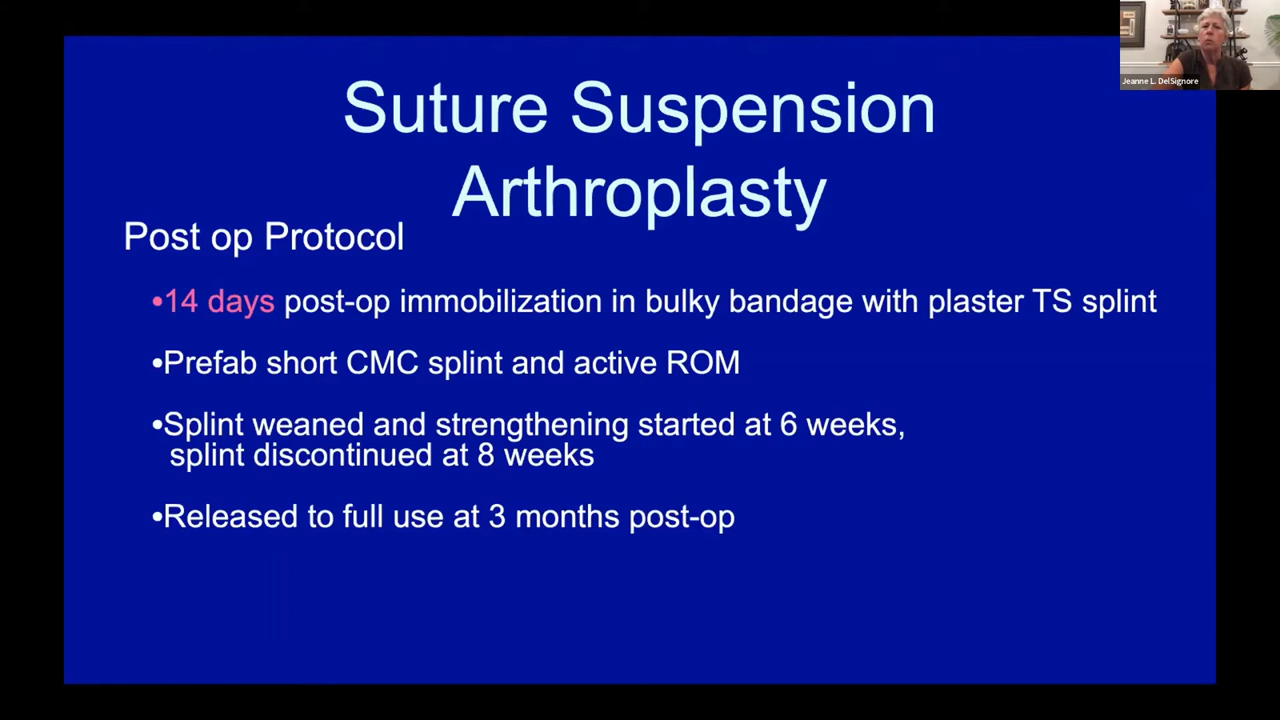 Jeanne L. DelSignore
Suture Suspension
Arthroplasty
Post op Protocol
•14 days post-op immobilization in bulky bandage with plaster TS splint
•Prefab short CMC splint and active ROM
•Splint weaned and strengthening started at 6 weeks,
splint discontinued at 8 weeks
•Released to full use at 3 months post-op